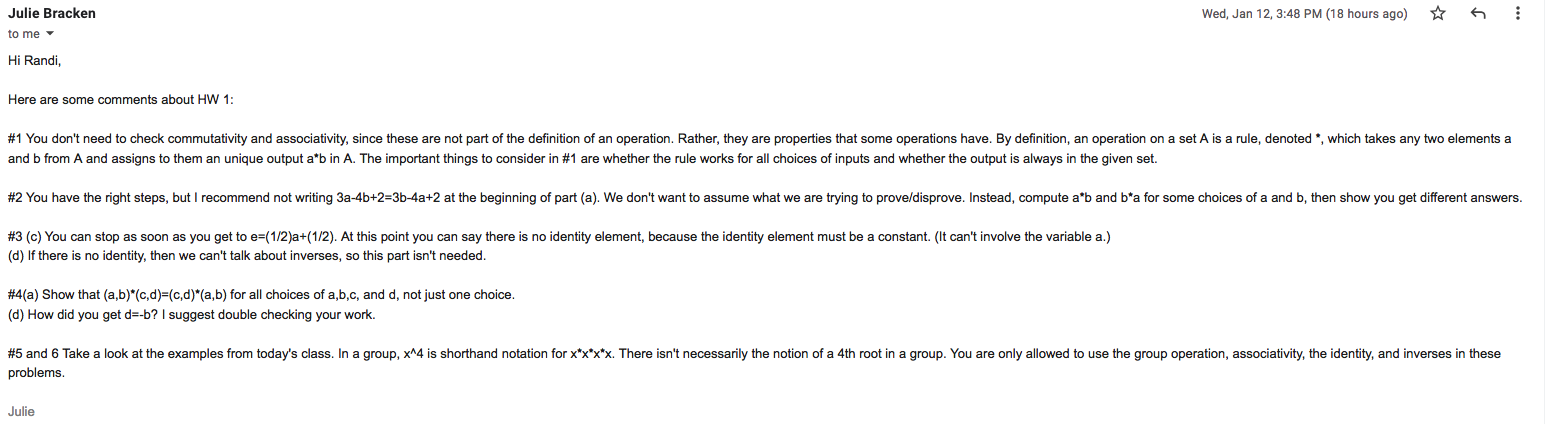 Julie Bracken
Wed, Jan 12, 3:48 PM (18 hours ago)
to me
Hi Randi,
Here are some comments about HW 1:
#1 You don't need to check commutativity and associativity, since these are not part of the definition of an operation. Rather, they are properties that some operations have. By definition, an operation on a set A is a rule, denoted *, which takes any two elements a
and b from A and assigns to them an unique output a*b in A. The important things to consider in #1 are whether the rule works for all choices of inputs and whether the output is always in the given set.
#2 You have the right steps, but I recommend not writing 3a-4b+2=3b-4a+2 at the beginning of part (a). We don't want to assume what we are trying to prove/disprove. Instead, compute a*b and b*a for some choices of a and b, then show you get different answers.
#3 (c) You can stop as soon as you get to e=(1/2)a+(1/2). At this point you can say there is no identity element, because the identity element must be a constant. (It can't involve the variable a.)
(d) If there is no identity, then we can't talk about inverses, so this part isn't needed.
#4(a) Show that (a,b)*(c,d)=(c,d)*(a,b) for all choices of a,b,c, and d, not just one choice.
(d) How did you get d=-b? I suggest double checking your work.
#5 and 6 Take a look at the examples from today's class. In a group, x^4 is shorthand notation for x*x*x*x. There isn't necessarily the notion of a 4th root in a group. You are only allowed to use the group operation, associativity, the identity, and inverses in these
problems.
Julie